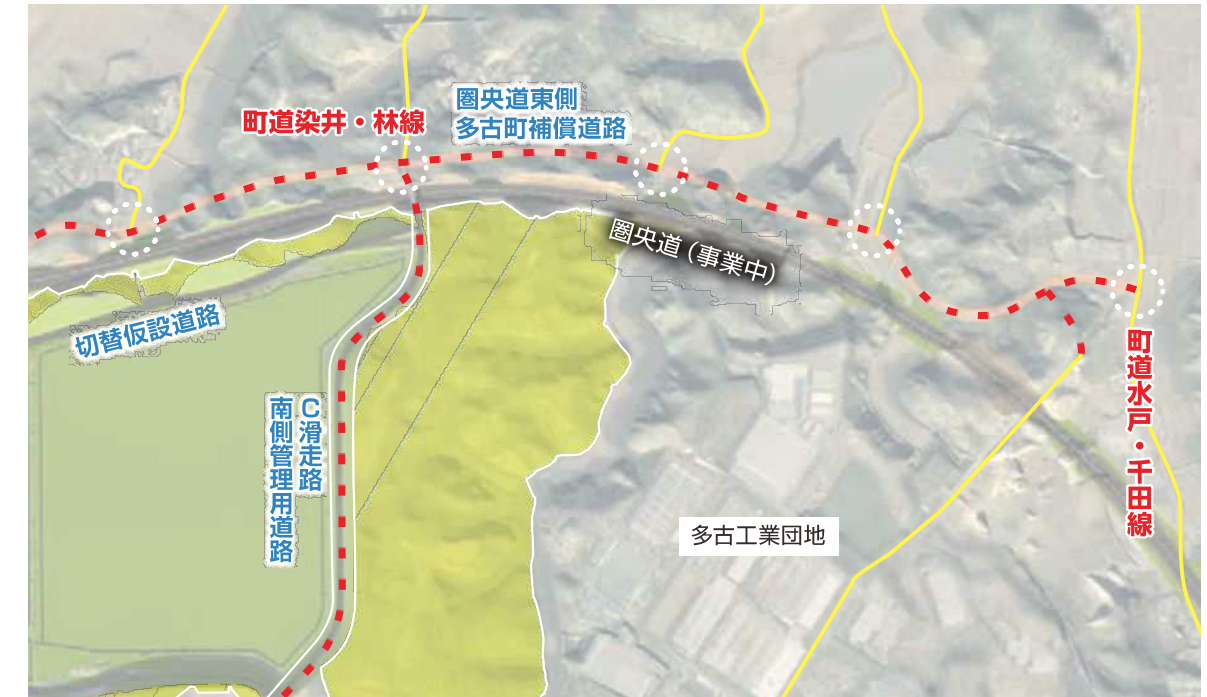 圏央道東側
多古町補償道路
町道染井・林線
圏央道（事業中）
切替仮設道路
C滑走路
南側管理用道路
町道水戸・千田線
多古工業団地